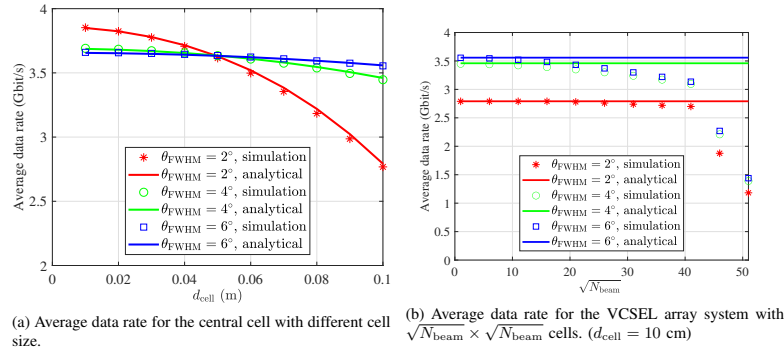 (a)
4
3.5
3
2.5
2
Average data rate (Gbit/s)
θFWHM = 2°, simulation
θFWHM = 2°, analytical
θFWHM = 4°, simulation
θFWHM = 4°, analytical
θFWHM = 6°, simulation
θFWHM = 6°, analytical
0 0.02 0.04 0.06 0.08 0.1
dcell (m)
(a) Average data rate for the central cell with different cell
size.
(b)
4
3.5
3
2.5
2
1.5
1
0.5
0
Average data rate (Gbit/s)
θFWHM = 2°, simulation
θFWHM = 2°, analytical
θFWHM = 4°, simulation
θFWHM = 4°, analytical
θFWHM = 6°, simulation
θFWHM = 6°, analytical
0 10 20 30 40 50
√Nbeam
(b) Average data rate for the VCSEL array system with
√Nbeam × √Nbeam cells. (dcell = 10 cm)